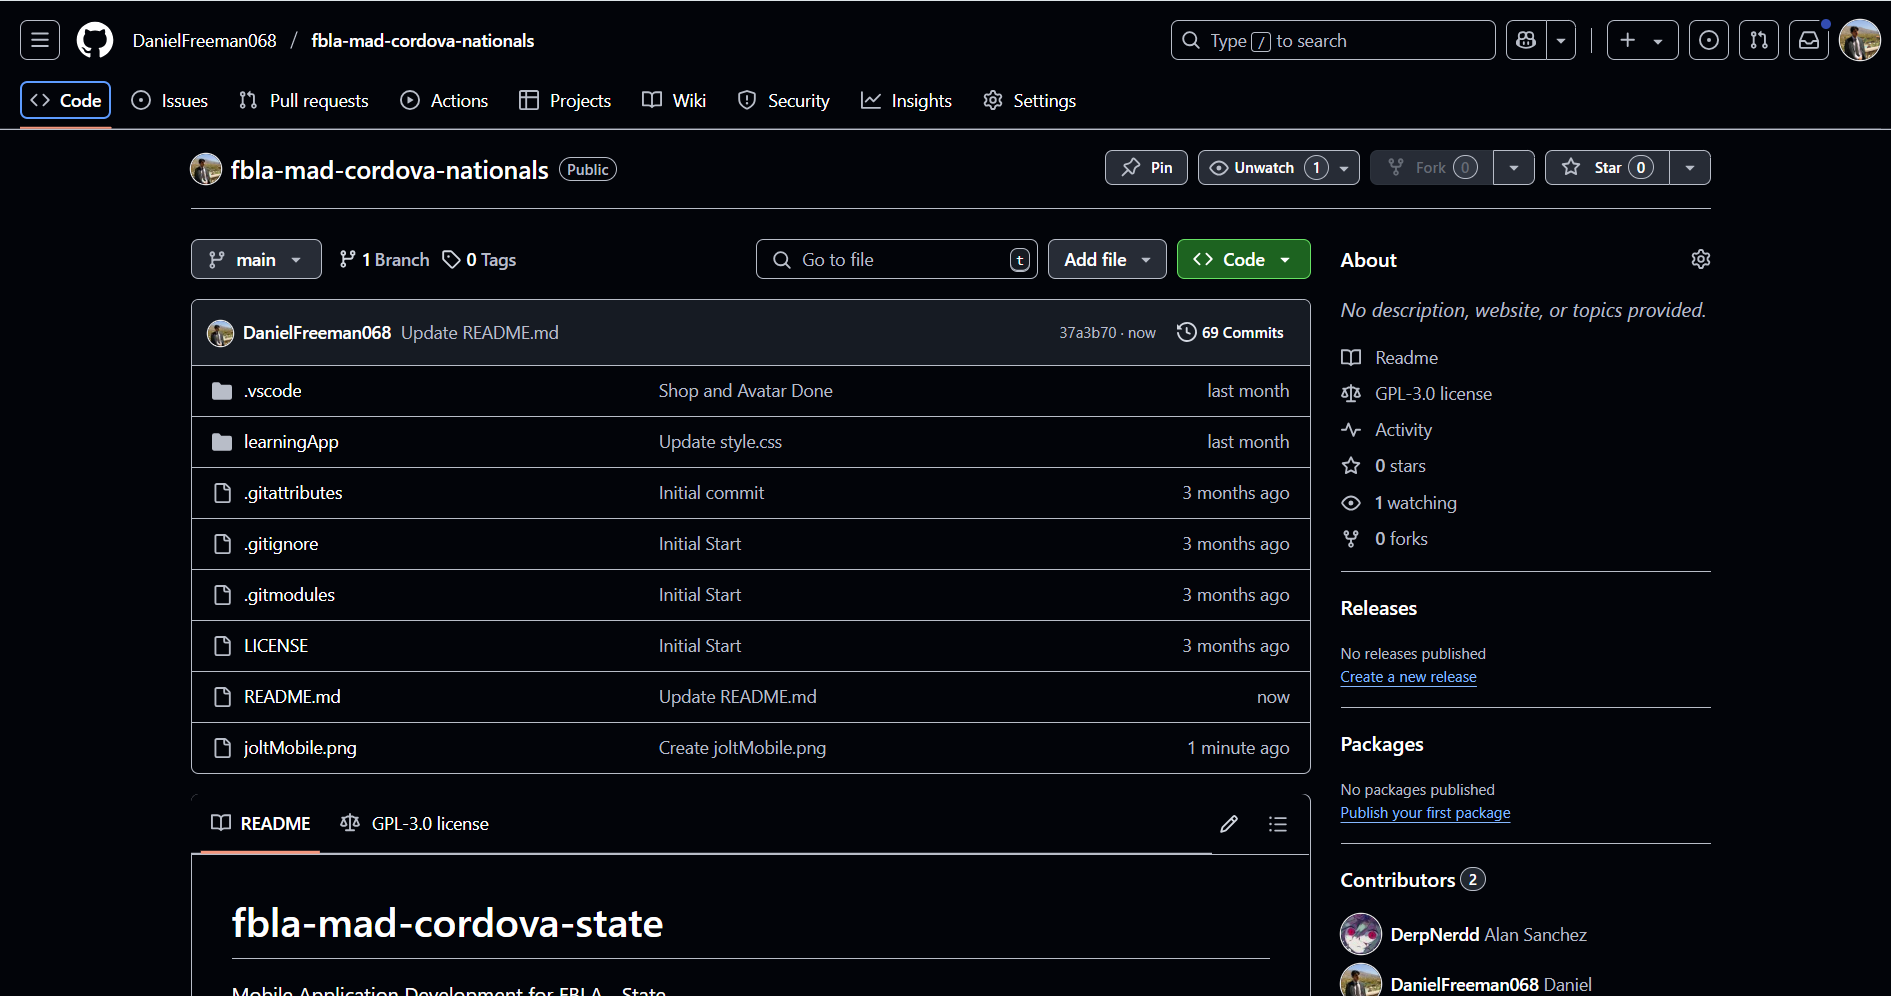 DanielFreeman068 / fbla-mad-cordova-nationals
Type / to search
Code
Issues
Pull requests
Actions
Projects
Wiki
Security
Insights
Settings
fbla-mad-cordova-nationals Public
Pin
Unwatch 1
Fork 0
Star 0
main
1 Branch
0 Tags
Go to file t
Add file
Code
DanielFreeman068 Update README.md 37a3b70 · now 69 Commits
.vscode Shop and Avatar Done last month
learningApp Update style.css last month
.gitattributes Initial commit 3 months ago
.gitignore Initial Start 3 months ago
.gitmodules Initial Start 3 months ago
LICENSE Initial Start 3 months ago
README.md Update README.md now
joltMobile.png Create joltMobile.png 1 minute ago
README
GPL-3.0 license
fbla-mad-cordova-state
Mobile Application Development for FBLA - State
About
No description, website, or topics provided.
Readme
GPL-3.0 license
Activity
0 stars
1 watching
0 forks
Releases
No releases published
Create a new release
Packages
No packages published
Publish your first package
Contributors 2
DerpNerdd Alan Sanchez
DanielFreeman068 Daniel